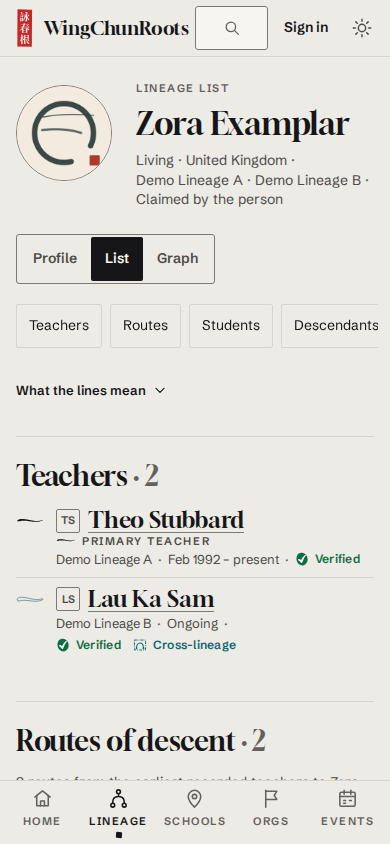 詠春根
WingChunRoots
Sign in
LINEAGE LIST
Zora Examplar
Living · United Kingdom ·
Demo Lineage A · Demo Lineage B ·
Claimed by the person
Profile
List
Graph
Teachers
Routes
Students
Descendants
What the lines mean
Teachers · 2
TS Theo Stubbard
PRIMARY TEACHER
Demo Lineage A · Feb 1992 – present · Verified
LS Lau Ka Sam
Demo Lineage B · Ongoing ·
Verified Cross-lineage
Routes of descent · 2
HOME
LINEAGE
SCHOOLS
ORGS
EVENTS